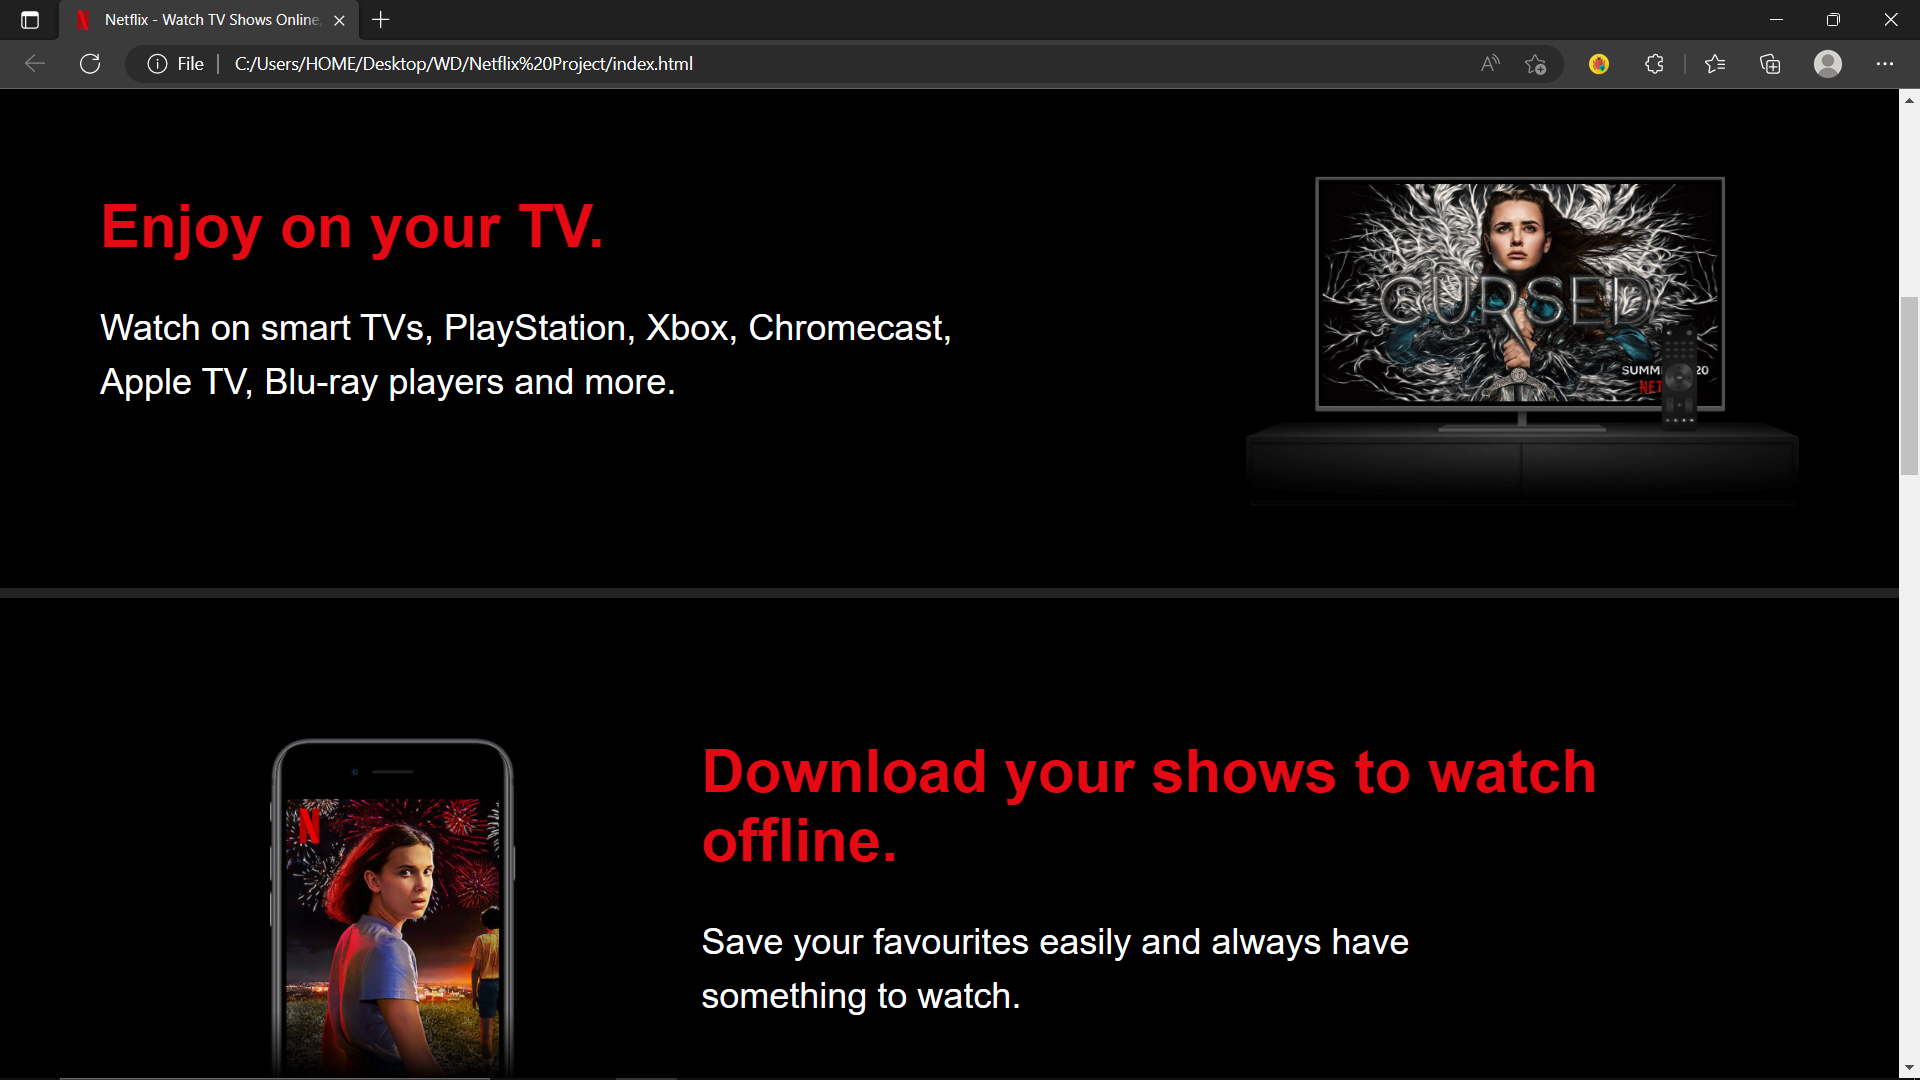 Netflix - Watch TV Shows Online,
File
C:/Users/HOME/Desktop/WD/Netflix%20Project/index.html
Enjoy on your TV.
Watch on smart TVs, PlayStation, Xbox, Chromecast,
Apple TV, Blu-ray players and more.
CURSED
SUMM 20
NET
N
Download your shows to watch
offline.
Save your favourites easily and always have
something to watch.